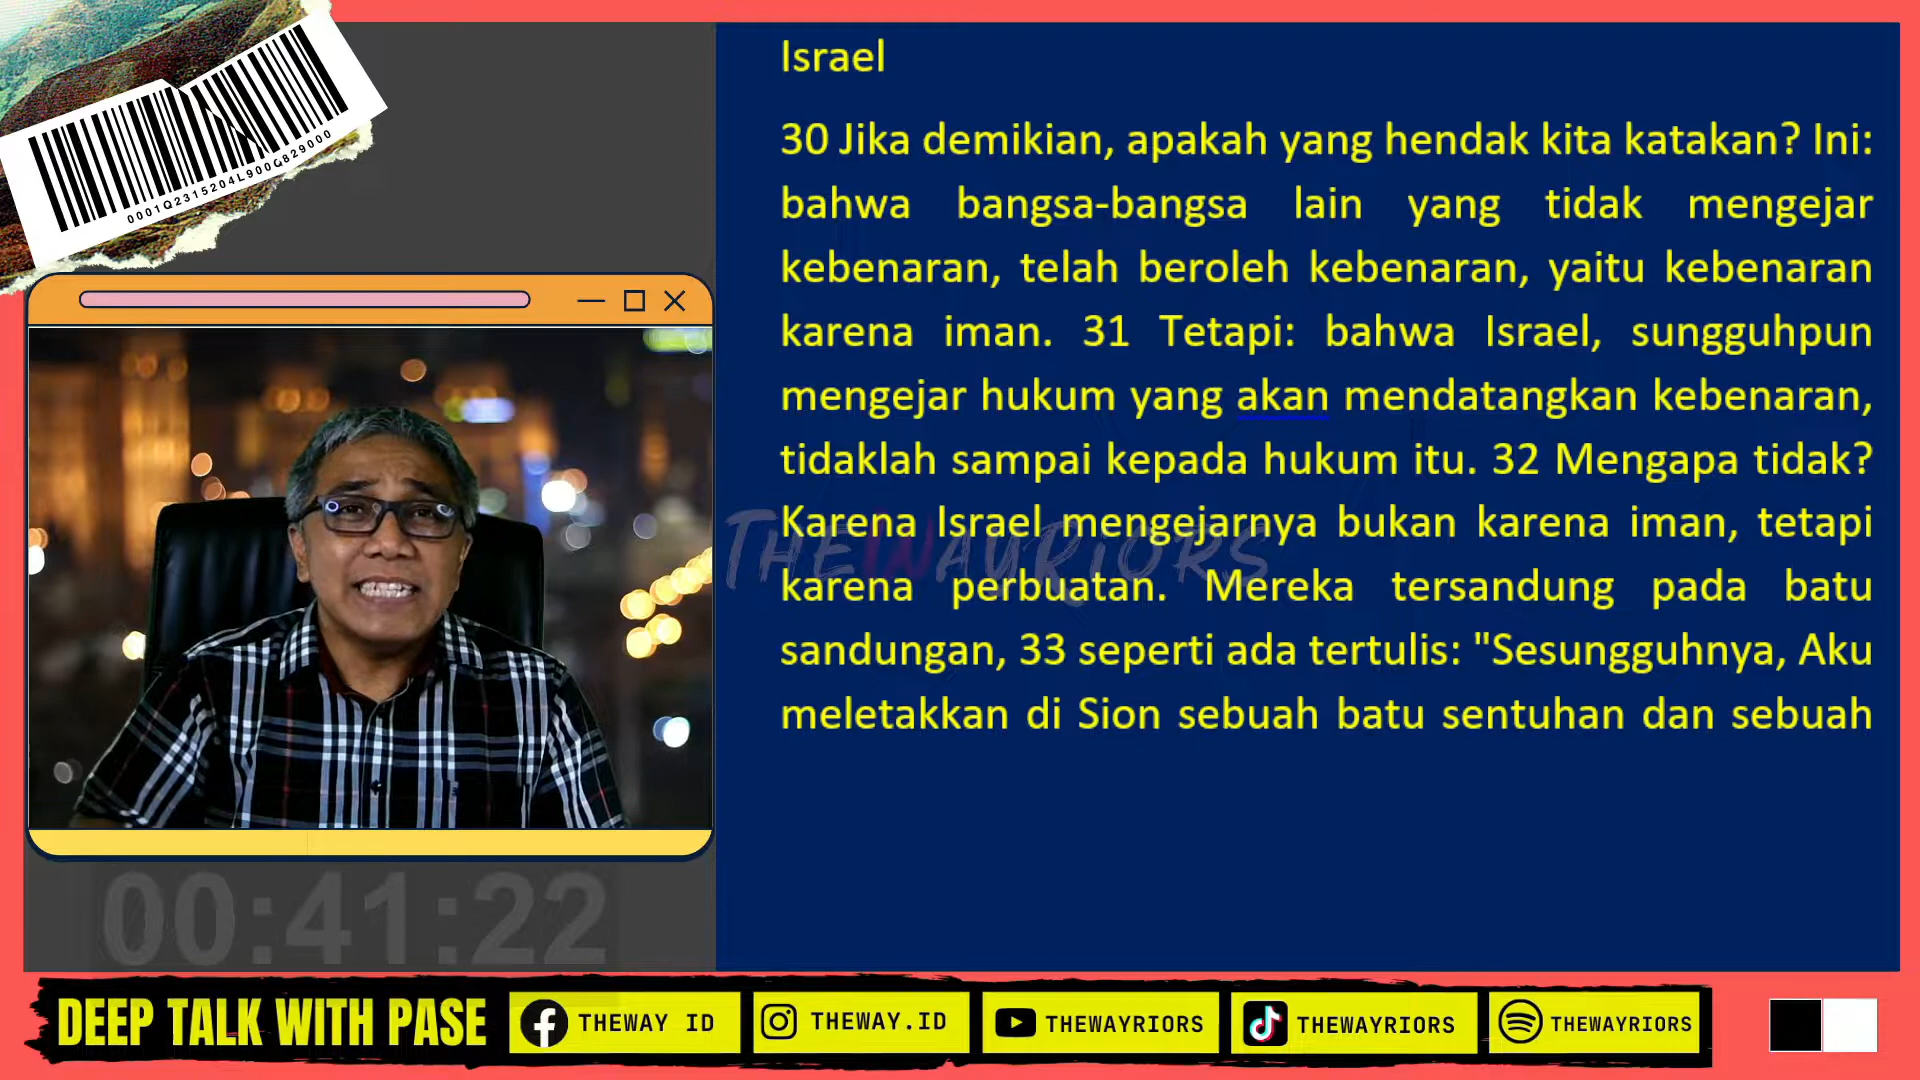 0001Q2315204L900C829000
Israel
30 Jika demikian, apakah yang hendak kita katakan? Ini:
bahwa bangsa-bangsa lain yang tidak mengejar
kebenaran, telah beroleh kebenaran, yaitu kebenaran
karena iman. 31 Tetapi: bahwa Israel, sungguhpun
mengejar hukum yang akan mendatangkan kebenaran,
tidaklah sampai kepada hukum itu. 32 Mengapa tidak?
Karena Israel mengejarnya bukan karena iman, tetapi
karena perbuatan. Mereka tersandung pada batu
sandungan, 33 seperti ada tertulis: "Sesungguhnya, Aku
meletakkan di Sion sebuah batu sentuhan dan sebuah
THEWAYRIORS
00:41:22
DEEP TALK WITH PASE
THEWAY ID
THEWAY.ID
THEWAYRIORS
THEWAYRIORS
THEWAYRIORS